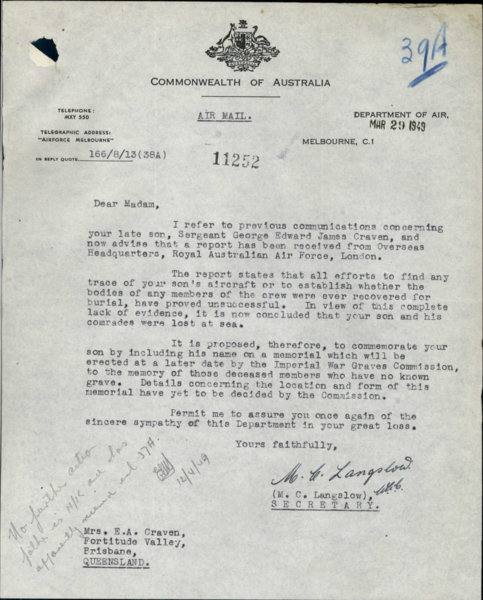 39A
COMMONWEALTH OF AUSTRALIA
TELEPHONE:
MXY 550
AIR MAIL.
DEPARTMENT OF AIR,
MAR 29 1949
TELEGRAPHIC ADDRESS:
"AIRFORCE MELBOURNE"
MELBOURNE, C.1
IN REPLY QUOTE 166/8/13(38A)
11252
Dear Madam,
I refer to previous communications concerning
your late son, Sergeant George Edward James Craven, and
now advise that a report has been received from Overseas
Headquarters, Royal Australian Air Force, London.
The report states that all efforts to find any
trace of your son's aircraft or to establish whether the
bodies of any members of the crew were ever recovered for
burial, have proved unsuccessful. In view of this complete
lack of evidence, it is now concluded that your son and his
comrades were lost at sea.
It is proposed, therefore, to commemorate your
son by including his name on a memorial which will be
erected at a later date by the Imperial War Graves Commission,
to the memory of those deceased members who have no known
grave. Details concerning the location and form of this
memorial have yet to be decided by the Commission.
Permit me to assure you once again of the
sincere sympathy of this Department in your great loss.
Yours faithfully,
M. C. Langslow.
(M. C. Langslow),
SECRETARY.
No further action
37A.
12/4/49
Mrs. E.A. Craven,
Fortitude Valley,
Brisbane,
QUEENSLAND.